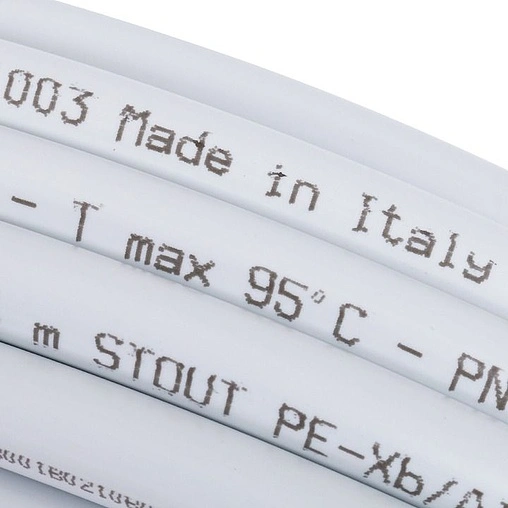 003 Made in Italy
- T max 95°C - PN
m STOUT PE-Xb/A